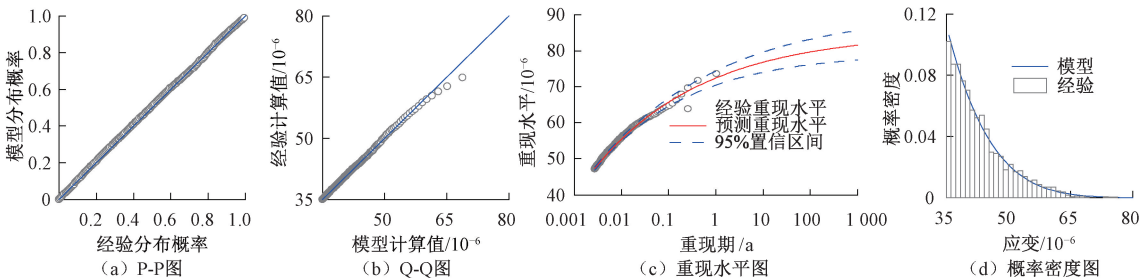 模型分布概率
1.0
0.8
0.6
0.4
0.2
0
0.2
0.4
0.6
0.8
1.0
经验分布概率
(a) P-P图
经验计算值/10⁻⁶
80
65
50
35
50
65
80
模型计算值/10⁻⁶
(b) Q-Q图
重现水平/10⁻⁶
90
80
70
60
50
40
经验重现水平
预测重现水平
95%置信区间
0.001
0.01
0.1
1
10
100
1 000
重现期/a
(c) 重现水平图
概率密度
0.12
0.08
0.04
0
模型
经验
35
50
65
80
应变/10⁻⁶
(d) 概率密度图